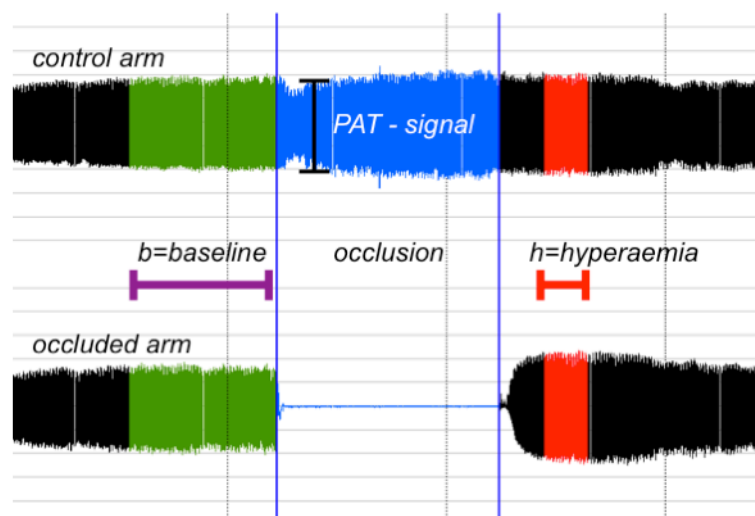 control arm
PAT - signal
b=baseline
occlusion
h=hyperaemia
occluded arm